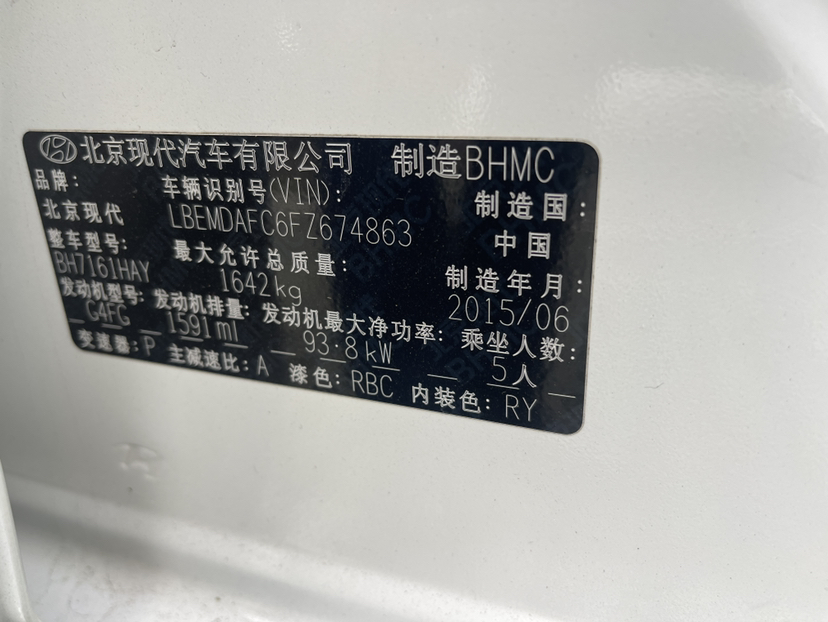 北京现代汽车有限公司 制造BHMC
品牌: 车辆识别号(VIN): 制造国:
北京现代 LBEMDAFC6FZ674863 中国
整车型号: 最大允许总质量: 制造年月:
BH7161HAY 1642kg 2015/06
发动机型号: 发动机排量: 发动机最大净功率: 乘坐人数:
G4FG 1591ml 93.8kW 5人
变速器: P 主减速比: A 漆色: RBC 内装色: RY